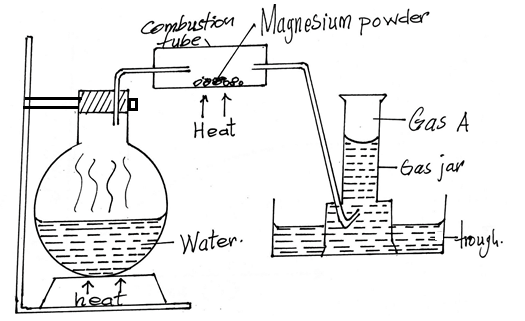 Combustion
tube
Magnesium powder
Heat
Gas A
Gas jar
Water.
trough.
heat